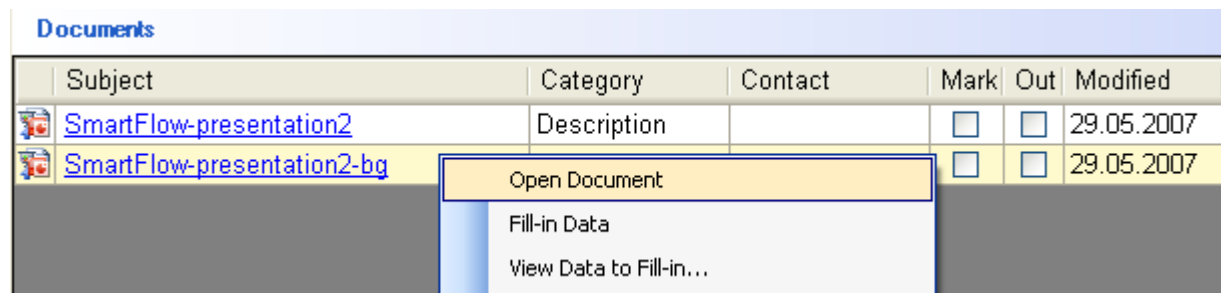 Documents
Subject Category Contact Mark Out Modified
SmartFlow-presentation2 Description 29.05.2007
SmartFlow-presentation2-bg 29.05.2007
Open Document
Fill-in Data
View Data to Fill-in...